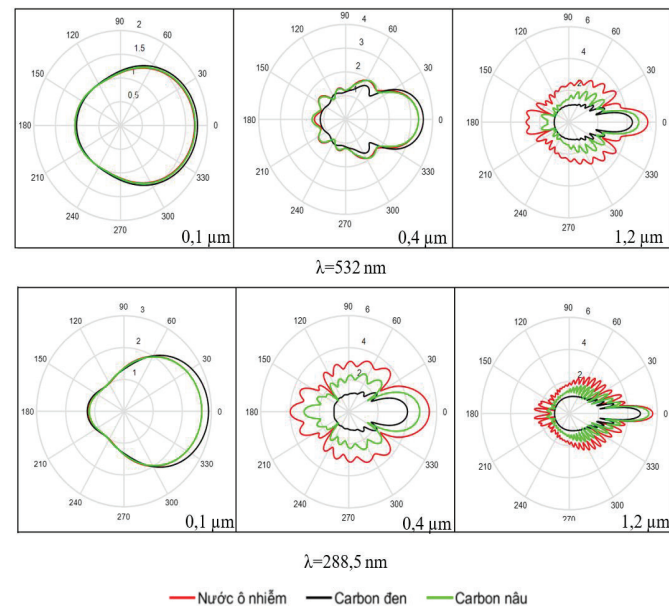 90 2 120 60 1.5 150 1 30 0.5 180 0 210 330 240 300 270 0,1 µm
90 4 120 60 3 150 2 30 1 180 0 210 330 240 300 270 0,4 µm
90 6 120 60 4 150 2 30 180 0 210 330 240 300 270 1,2 µm
λ=532 nm
90 3 120 60 2 150 1 30 180 0 210 330 240 300 270 0,1 µm
90 6 120 60 4 150 2 30 180 0 210 330 240 300 270 0,4 µm
90 6 120 60 4 150 2 30 180 0 210 330 240 300 270 1,2 µm
λ=288,5 nm
Nước ô nhiễm Carbon đen Carbon nâu